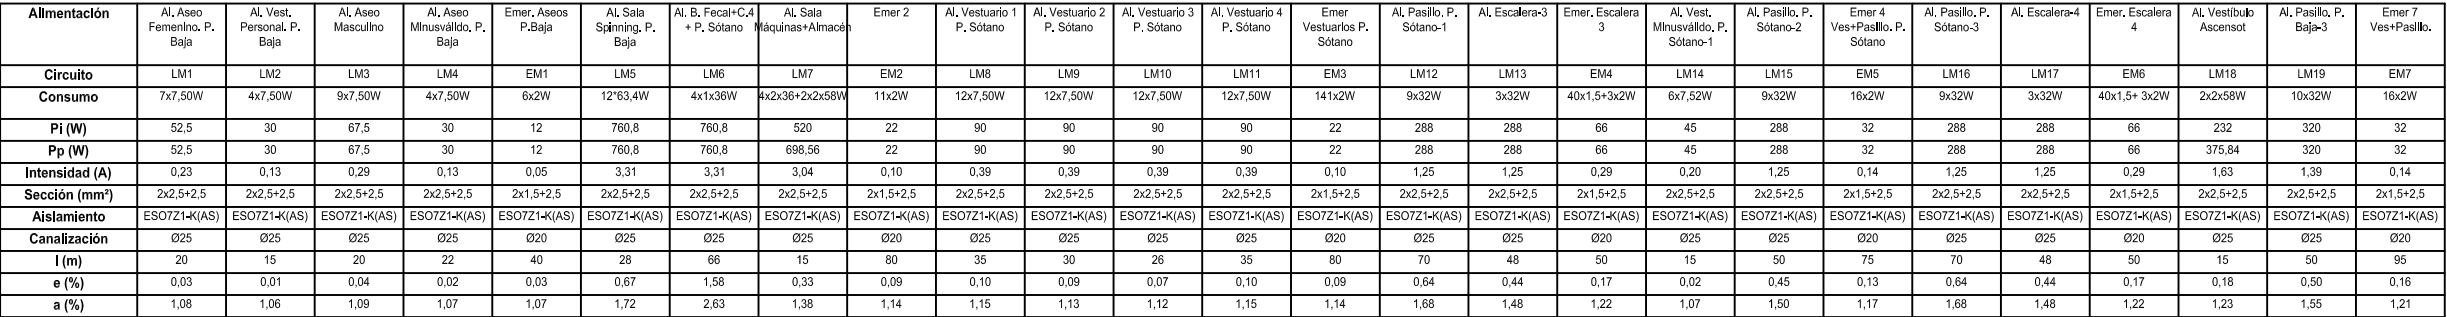 Alimentación Al. Aseo Femenino. P. Baja Al. Vest. Personal. P. Baja Al. Aseo Masculino Al. Aseo Minusválido. P. Baja Emer. Aseos P.Baja Al. Sala Spinning. P. Baja Al. B. Fecal+C.4 + P. Sótano Al. Sala Máquinas+Almacén Emer 2 Al. Vestuario 1 P. Sótano Al. Vestuario 2 P. Sótano Al. Vestuario 3 P. Sótano Al. Vestuario 4 P. Sótano Emer Vestuarios P. Sótano Al. Pasillo. P. Sótano-1 Al. Escalera-3 Emer. Escalera 3 Al. Vest. Minusválido. P. Sótano-1 Al. Pasillo. P. Sótano-2 Emer 4 Ves+Pasillo. P. Sótano Al. Pasillo. P. Sótano-3 Al. Escalera-4 Emer. Escalera 4 Al. Vestíbulo Ascensot Al. Pasillo. P. Baja-3 Emer 7 Ves+Pasillo.
Circuito LM1 LM2 LM3 LM4 EM1 LM5 LM6 LM7 EM2 LM8 LM9 LM10 LM11 EM3 LM12 LM13 EM4 LM14 LM15 EM5 LM16 LM17 EM6 LM18 LM19 EM7
Consumo 7x7,50W 4x7,50W 9x7,50W 4x7,50W 6x2W 12*63,4W 4x1x36W 4x2x36+2x2x58W 11x2W 12x7,50W 12x7,50W 12x7,50W 12x7,50W 141x2W 9x32W 3x32W 40x1,5+3x2W 6x7,52W 9x32W 16x2W 9x32W 3x32W 40x1,5+ 3x2W 2x2x58W 10x32W 16x2W
Pi (W) 52,5 30 67,5 30 12 760,8 760,8 520 22 90 90 90 90 22 288 288 66 45 288 32 288 288 66 232 320 32
Pp (W) 52,5 30 67,5 30 12 760,8 760,8 698,56 22 90 90 90 90 22 288 288 66 45 288 32 288 288 66 375,84 320 32
Intensidad (A) 0,23 0,13 0,29 0,13 0,05 3,31 3,31 3,04 0,10 0,39 0,39 0,39 0,39 0,10 1,25 1,25 0,29 0,20 1,25 0,14 1,25 1,25 0,29 1,63 1,39 0,14
Sección (mm²) 2x2,5+2,5 2x2,5+2,5 2x2,5+2,5 2x2,5+2,5 2x1,5+2,5 2x2,5+2,5 2x2,5+2,5 2x2,5+2,5 2x1,5+2,5 2x2,5+2,5 2x2,5+2,5 2x2,5+2,5 2x2,5+2,5 2x1,5+2,5 2x2,5+2,5 2x2,5+2,5 2x1,5+2,5 2x2,5+2,5 2x2,5+2,5 2x1,5+2,5 2x2,5+2,5 2x2,5+2,5 2x1,5+2,5 2x2,5+2,5 2x2,5+2,5 2x1,5+2,5
Aislamiento ESO7Z1-K(AS) ESO7Z1-K(AS) ESO7Z1-K(AS) ESO7Z1-K(AS) ESO7Z1-K(AS) ESO7Z1-K(AS) ESO7Z1-K(AS) ESO7Z1-K(AS) ESO7Z1-K(AS) ESO7Z1-K(AS) ESO7Z1-K(AS) ESO7Z1-K(AS) ESO7Z1-K(AS) ESO7Z1-K(AS) ESO7Z1-K(AS) ESO7Z1-K(AS) ESO7Z1-K(AS) ESO7Z1-K(AS) ESO7Z1-K(AS) ESO7Z1-K(AS) ESO7Z1-K(AS) ESO7Z1-K(AS) ESO7Z1-K(AS) ESO7Z1-K(AS) ESO7Z1-K(AS) ESO7Z1-K(AS)
Canalización Ø25 Ø25 Ø25 Ø25 Ø20 Ø25 Ø25 Ø25 Ø20 Ø25 Ø25 Ø25 Ø25 Ø20 Ø25 Ø25 Ø20 Ø25 Ø25 Ø20 Ø25 Ø25 Ø20 Ø25 Ø25 Ø20
l (m) 20 15 20 22 40 28 66 15 80 35 30 26 35 80 70 48 50 15 50 75 70 48 50 15 50 95
e (%) 0,03 0,01 0,04 0,02 0,03 0,67 1,58 0,33 0,09 0,10 0,09 0,07 0,10 0,09 0,64 0,44 0,17 0,02 0,45 0,13 0,64 0,44 0,17 0,18 0,50 0,16
a (%) 1,08 1,06 1,09 1,07 1,07 1,72 2,63 1,38 1,14 1,15 1,13 1,12 1,15 1,14 1,68 1,48 1,22 1,07 1,50 1,17 1,68 1,48 1,22 1,23 1,55 1,21